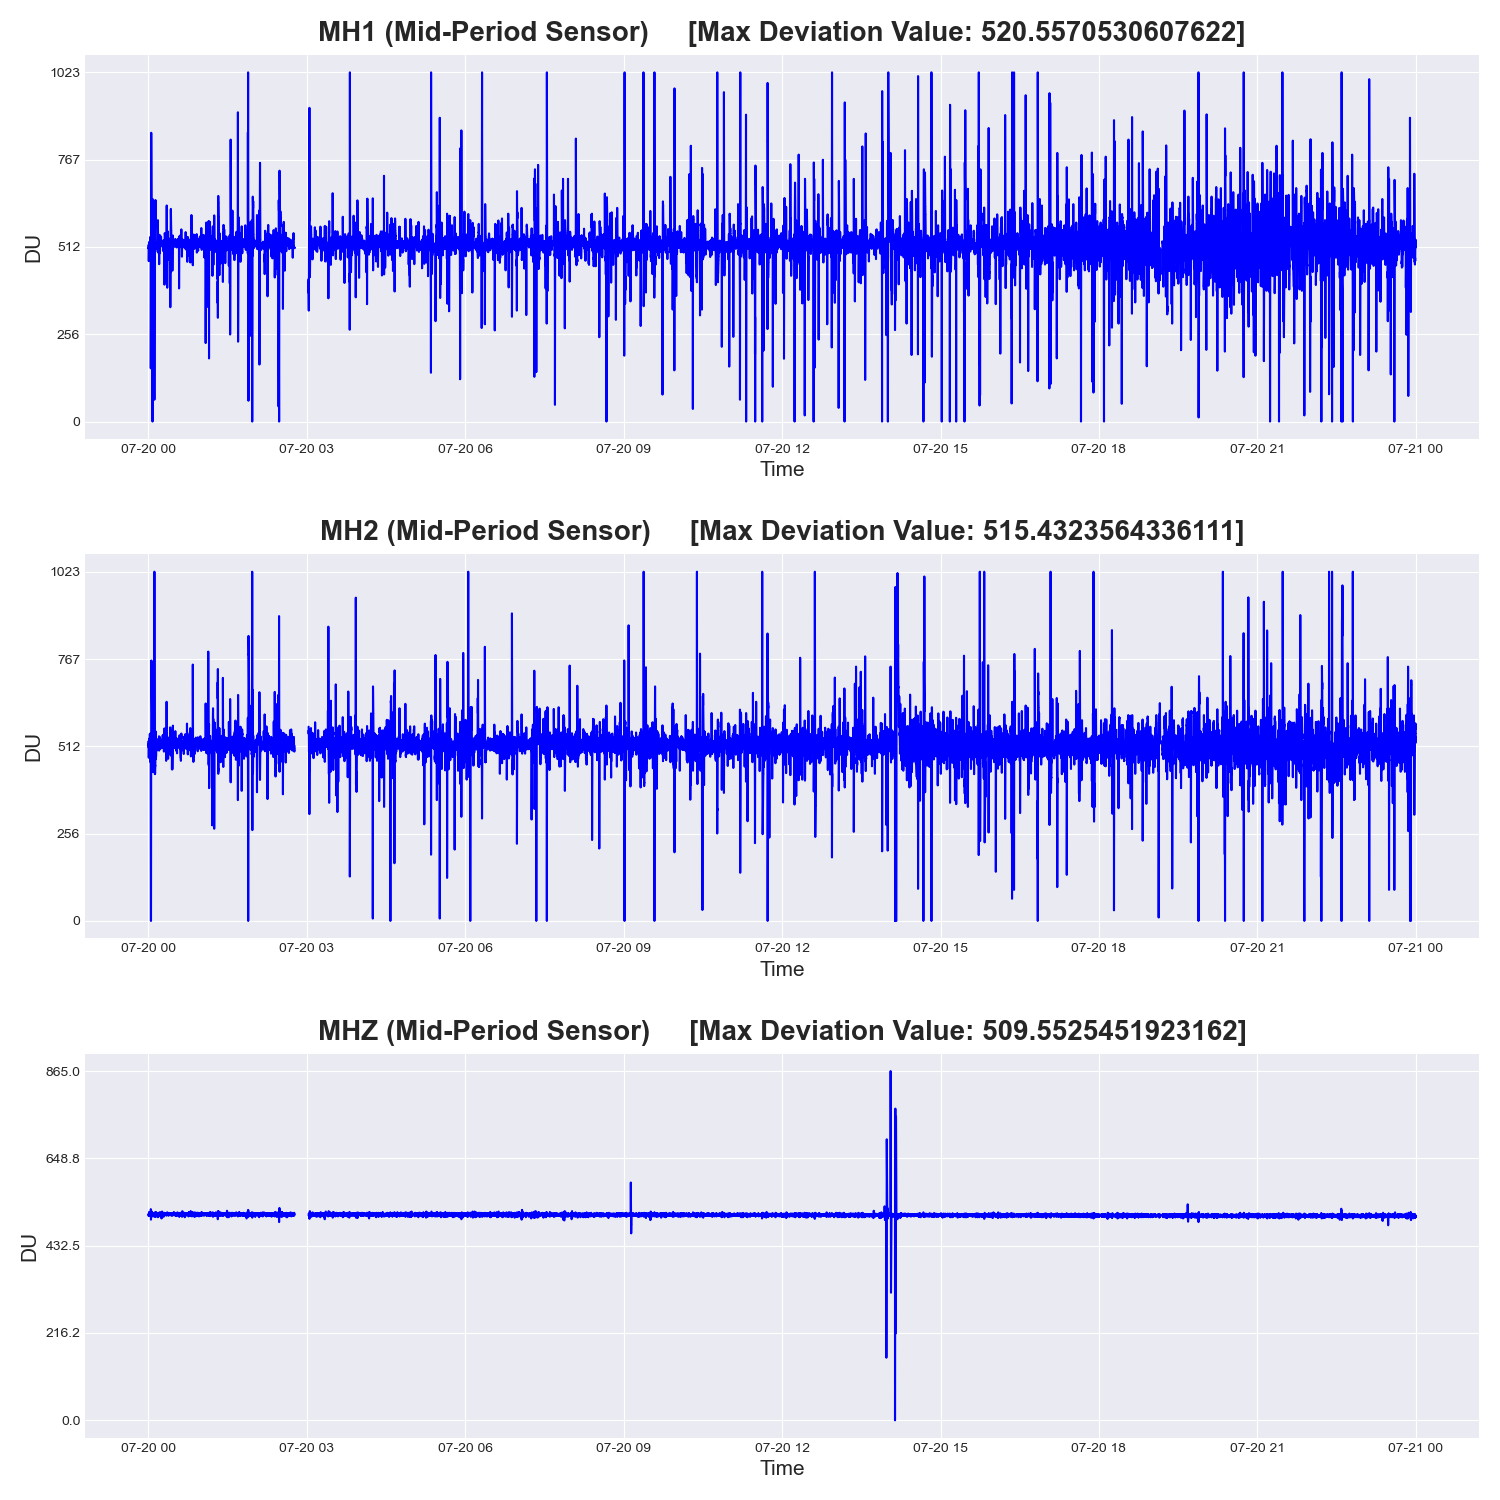 MH1 (Mid-Period Sensor) [Max Deviation Value: 520.5570530607622]
1023
767
512
256
0
DU
07-20 00 07-20 03 07-20 06 07-20 09 07-20 12 07-20 15 07-20 18 07-20 21 07-21 00
Time
MH2 (Mid-Period Sensor) [Max Deviation Value: 515.4323564336111]
1023
767
512
256
0
DU
07-20 00 07-20 03 07-20 06 07-20 09 07-20 12 07-20 15 07-20 18 07-20 21 07-21 00
Time
MHZ (Mid-Period Sensor) [Max Deviation Value: 509.5525451923162]
865.0
648.8
432.5
216.2
0.0
DU
07-20 00 07-20 03 07-20 06 07-20 09 07-20 12 07-20 15 07-20 18 07-20 21 07-21 00
Time